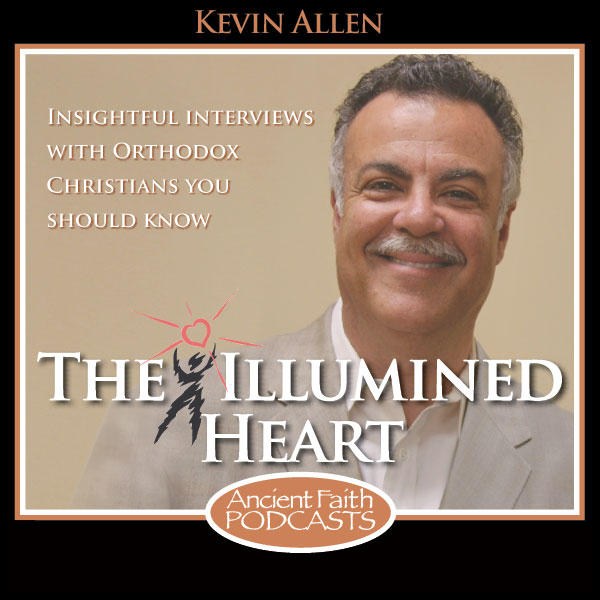 KEVIN ALLEN
INSIGHTFUL INTERVIEWS
WITH ORTHODOX
CHRISTIANS YOU
SHOULD KNOW
THE ILLUMINED
HEART
Ancient Faith
PODCASTS